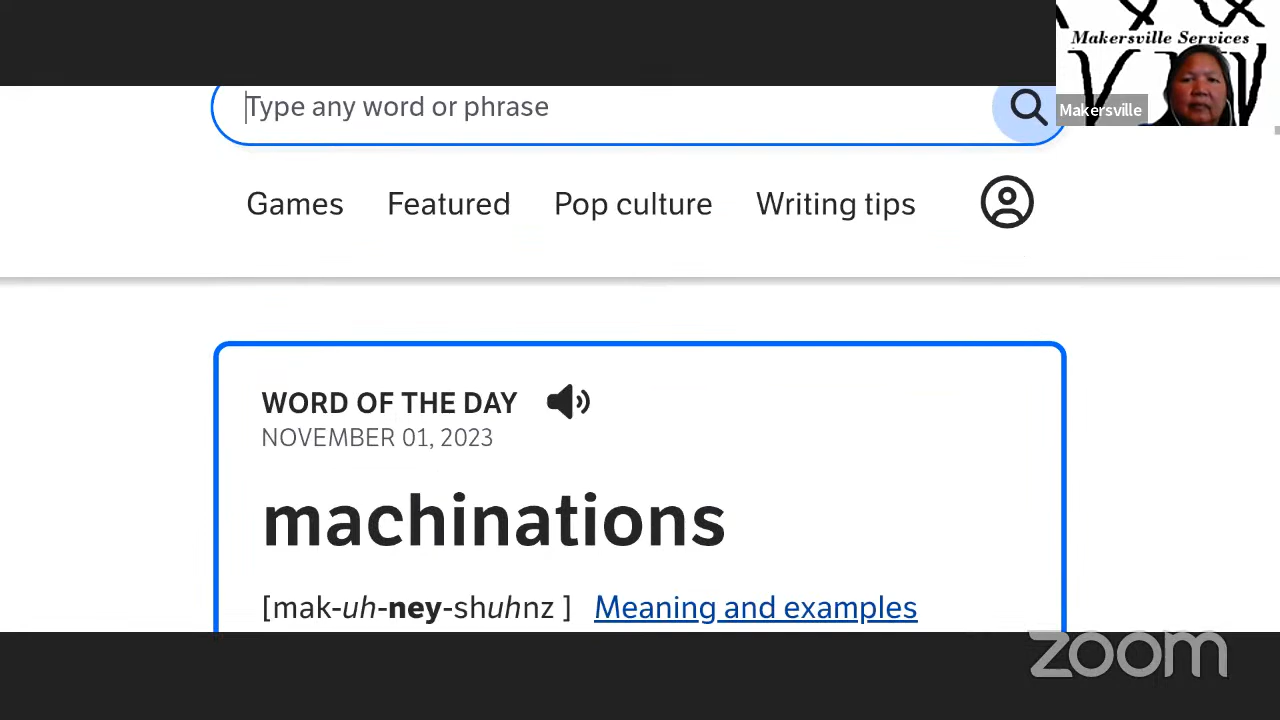 Makersville Services
Makersville
Type any word or phrase
Games Featured Pop culture Writing tips
WORD OF THE DAY
NOVEMBER 01, 2023
machinations
[mak-uh-ney-shuhnz ] Meaning and examples
zoom